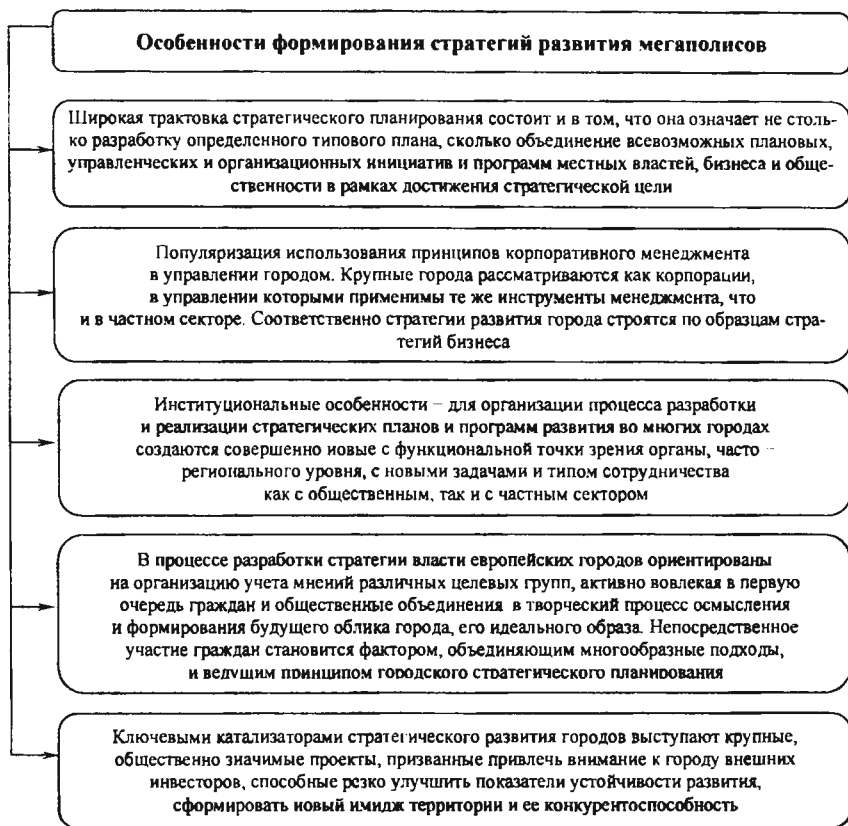 Особенности формирования стратегий развития мегаполисов
Широкая трактовка стратегического планирования состоит и в том, что она означает не столь-
ко разработку определенного типового плана, сколько объединение всевозможных плановых,
управленческих и организационных инициатив и программ местных властей, бизнеса и обще-
ственности в рамках достижения стратегической цели
Популяризация использования принципов корпоративного менеджмента
в управлении городом. Крупные города рассматриваются как корпорации,
в управлении которыми применимы те же инструменты менеджмента, что
и в частном секторе. Соответственно стратегии развития города строятся по образцам стра-
тегий бизнеса
Институциональные особенности – для организации процесса разработки
и реализации стратегических планов и программ развития во многих городах
создаются совершенно новые с функциональной точки зрения органы, часто –
регионального уровня, с новыми задачами и типом сотрудничества
как с общественным, так и с частным сектором
В процессе разработки стратегии власти европейских городов ориентированы
на организацию учета мнений различных целевых групп, активно вовлекая в первую
очередь граждан и общественные объединения в творческий процесс осмысления
и формирования будущего облика города, его идеального образа. Непосредственное
участие граждан становится фактором, объединяющим многообразные подходы,
и ведущим принципом городского стратегического планирования
Ключевыми катализаторами стратегического развития городов выступают крупные,
общественно значимые проекты, призванные привлечь внимание к городу внешних
инвесторов, способные резко улучшить показатели устойчивости развития,
сформировать новый имидж территории и ее конкурентоспособность